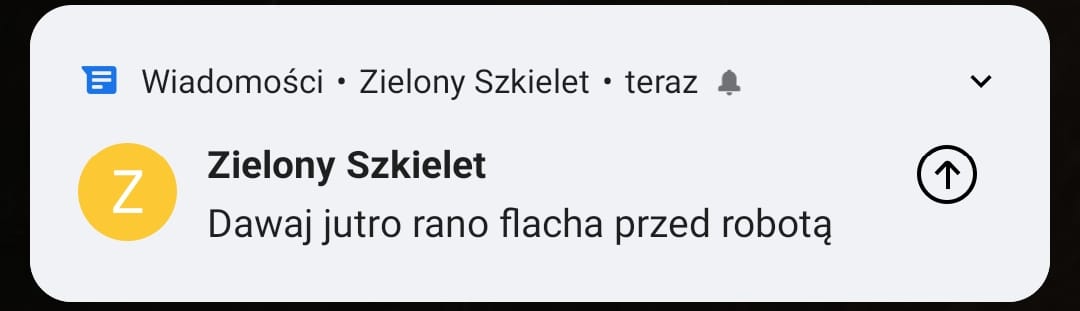 Wiadomości • Zielony Szkielet • teraz
Z
Zielony Szkielet
Dawaj jutro rano flacha przed robotą